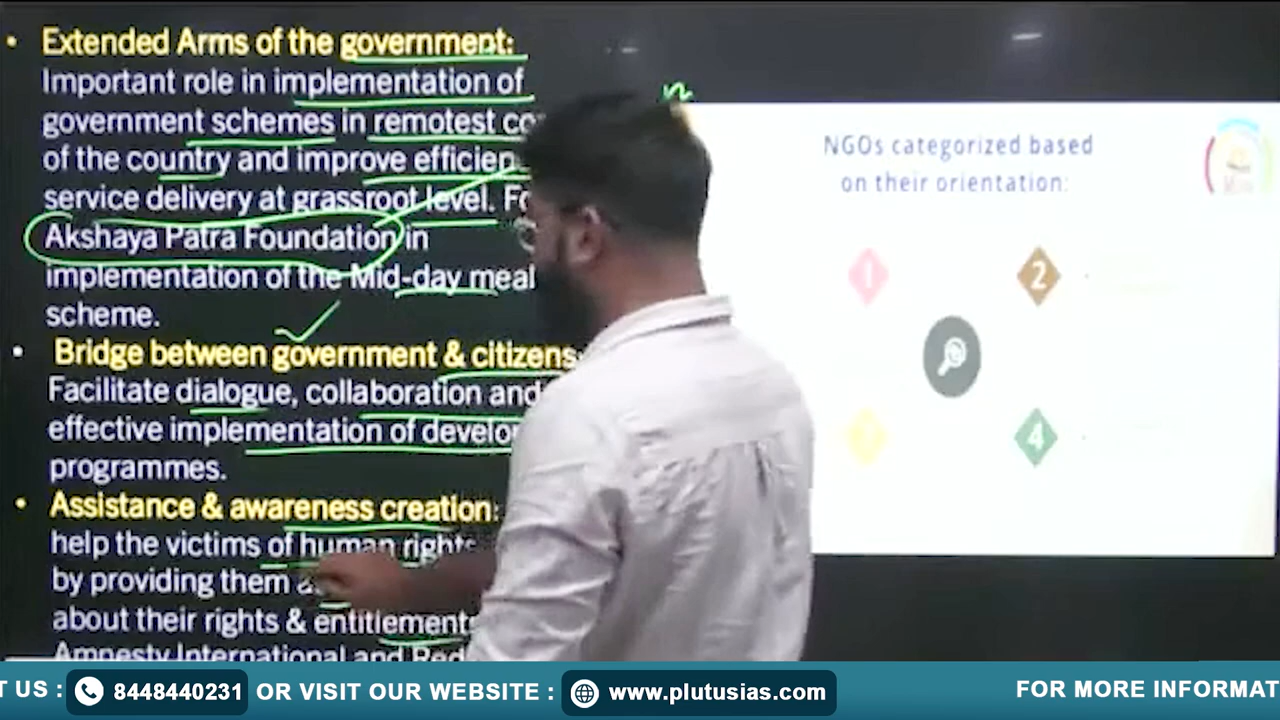 • Extended Arms of the government:
Important role in implementation of
government schemes in remotest
of the country and improve
service delivery at grassroot level.
Akshaya Patra Foundation in
implementation of the Mid-day meal
scheme.
• Bridge between government & citizens:
Facilitate dialogue, collaboration and
effective implementation of
programmes.
• Assistance & awareness creation:
help the victims of human rights
by providing them
about their rights & entitlements
Amnesty International and Red
NGOs categorized based
on their orientation:
1
2
4
T US : 8448440231 OR VISIT OUR WEBSITE : www.plutusias.com FOR MORE INFORMAT